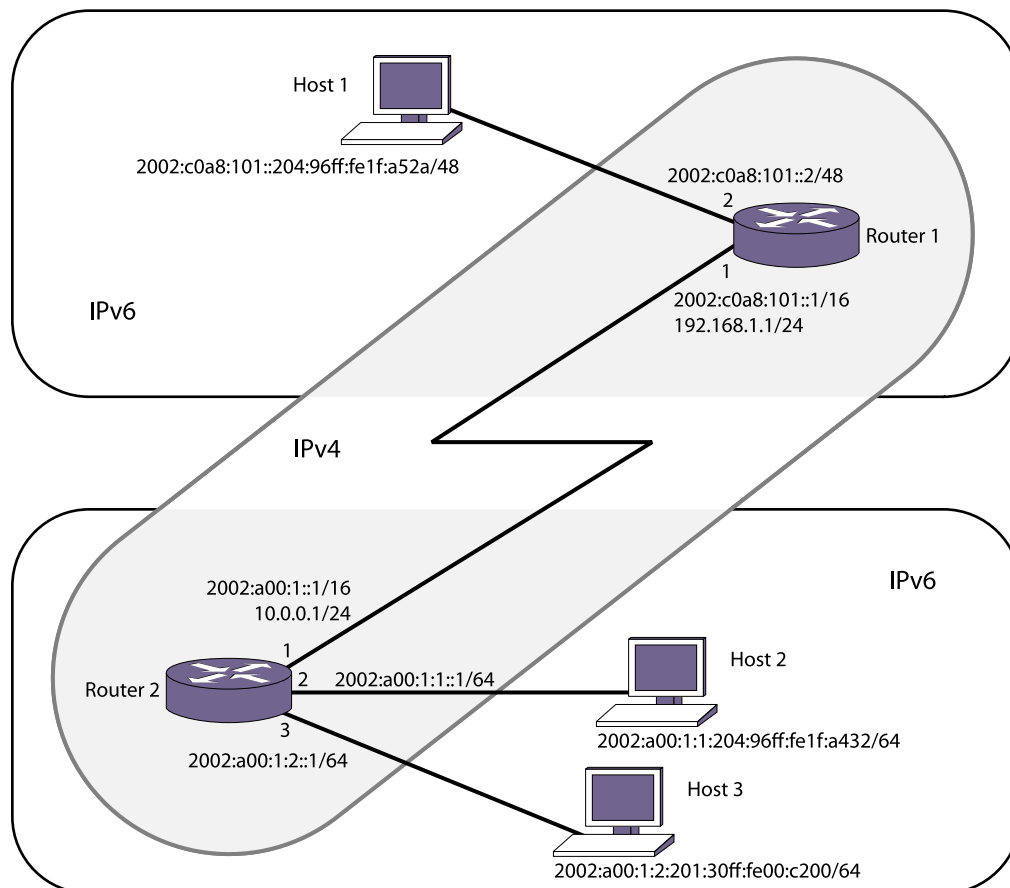 Host 1
2002:c0a8:101::204:96ff:fe1f:a52a/48
2002:c0a8:101::2/48
2
Router 1
1
2002:c0a8:101::1/16
192.168.1.1/24
IPv6
IPv4
IPv6
2002:a00:1::1/16
10.0.0.1/24
1
Router 2
2
2002:a00:1:1::1/64
3
2002:a00:1:2::1/64
Host 2
2002:a00:1:1:204:96ff:fe1f:a432/64
Host 3
2002:a00:1:2:201:30ff:fe00:c200/64